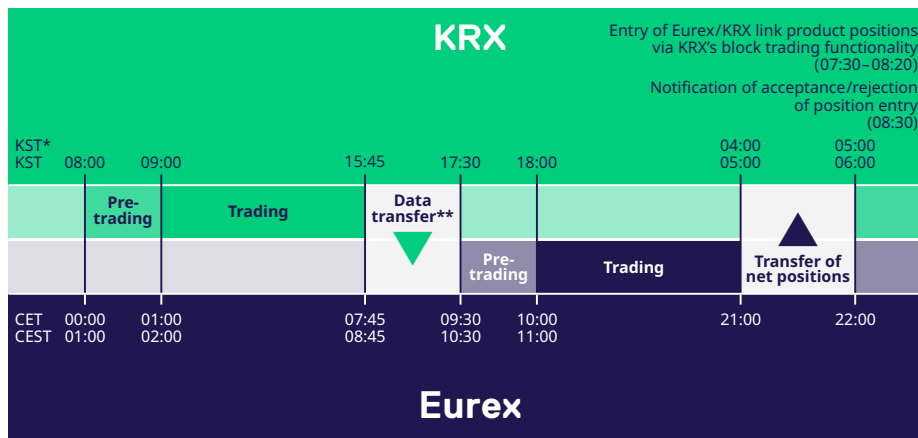 KRX
Entry of Eurex/KRX link product positions
via KRX's block trading functionality
(07:30–08:20)
Notification of acceptance/rejection
of position entry
(08:30)
KST* 04:00 05:00
KST 08:00 09:00 15:45 17:30 18:00 05:00 06:00
Pre-
trading
Trading
Data
transfer**
Pre-
trading
Trading
Transfer of
net positions
CET 00:00 01:00 07:45 09:30 10:00 21:00 22:00
CEST 01:00 02:00 08:45 10:30 11:00
Eurex